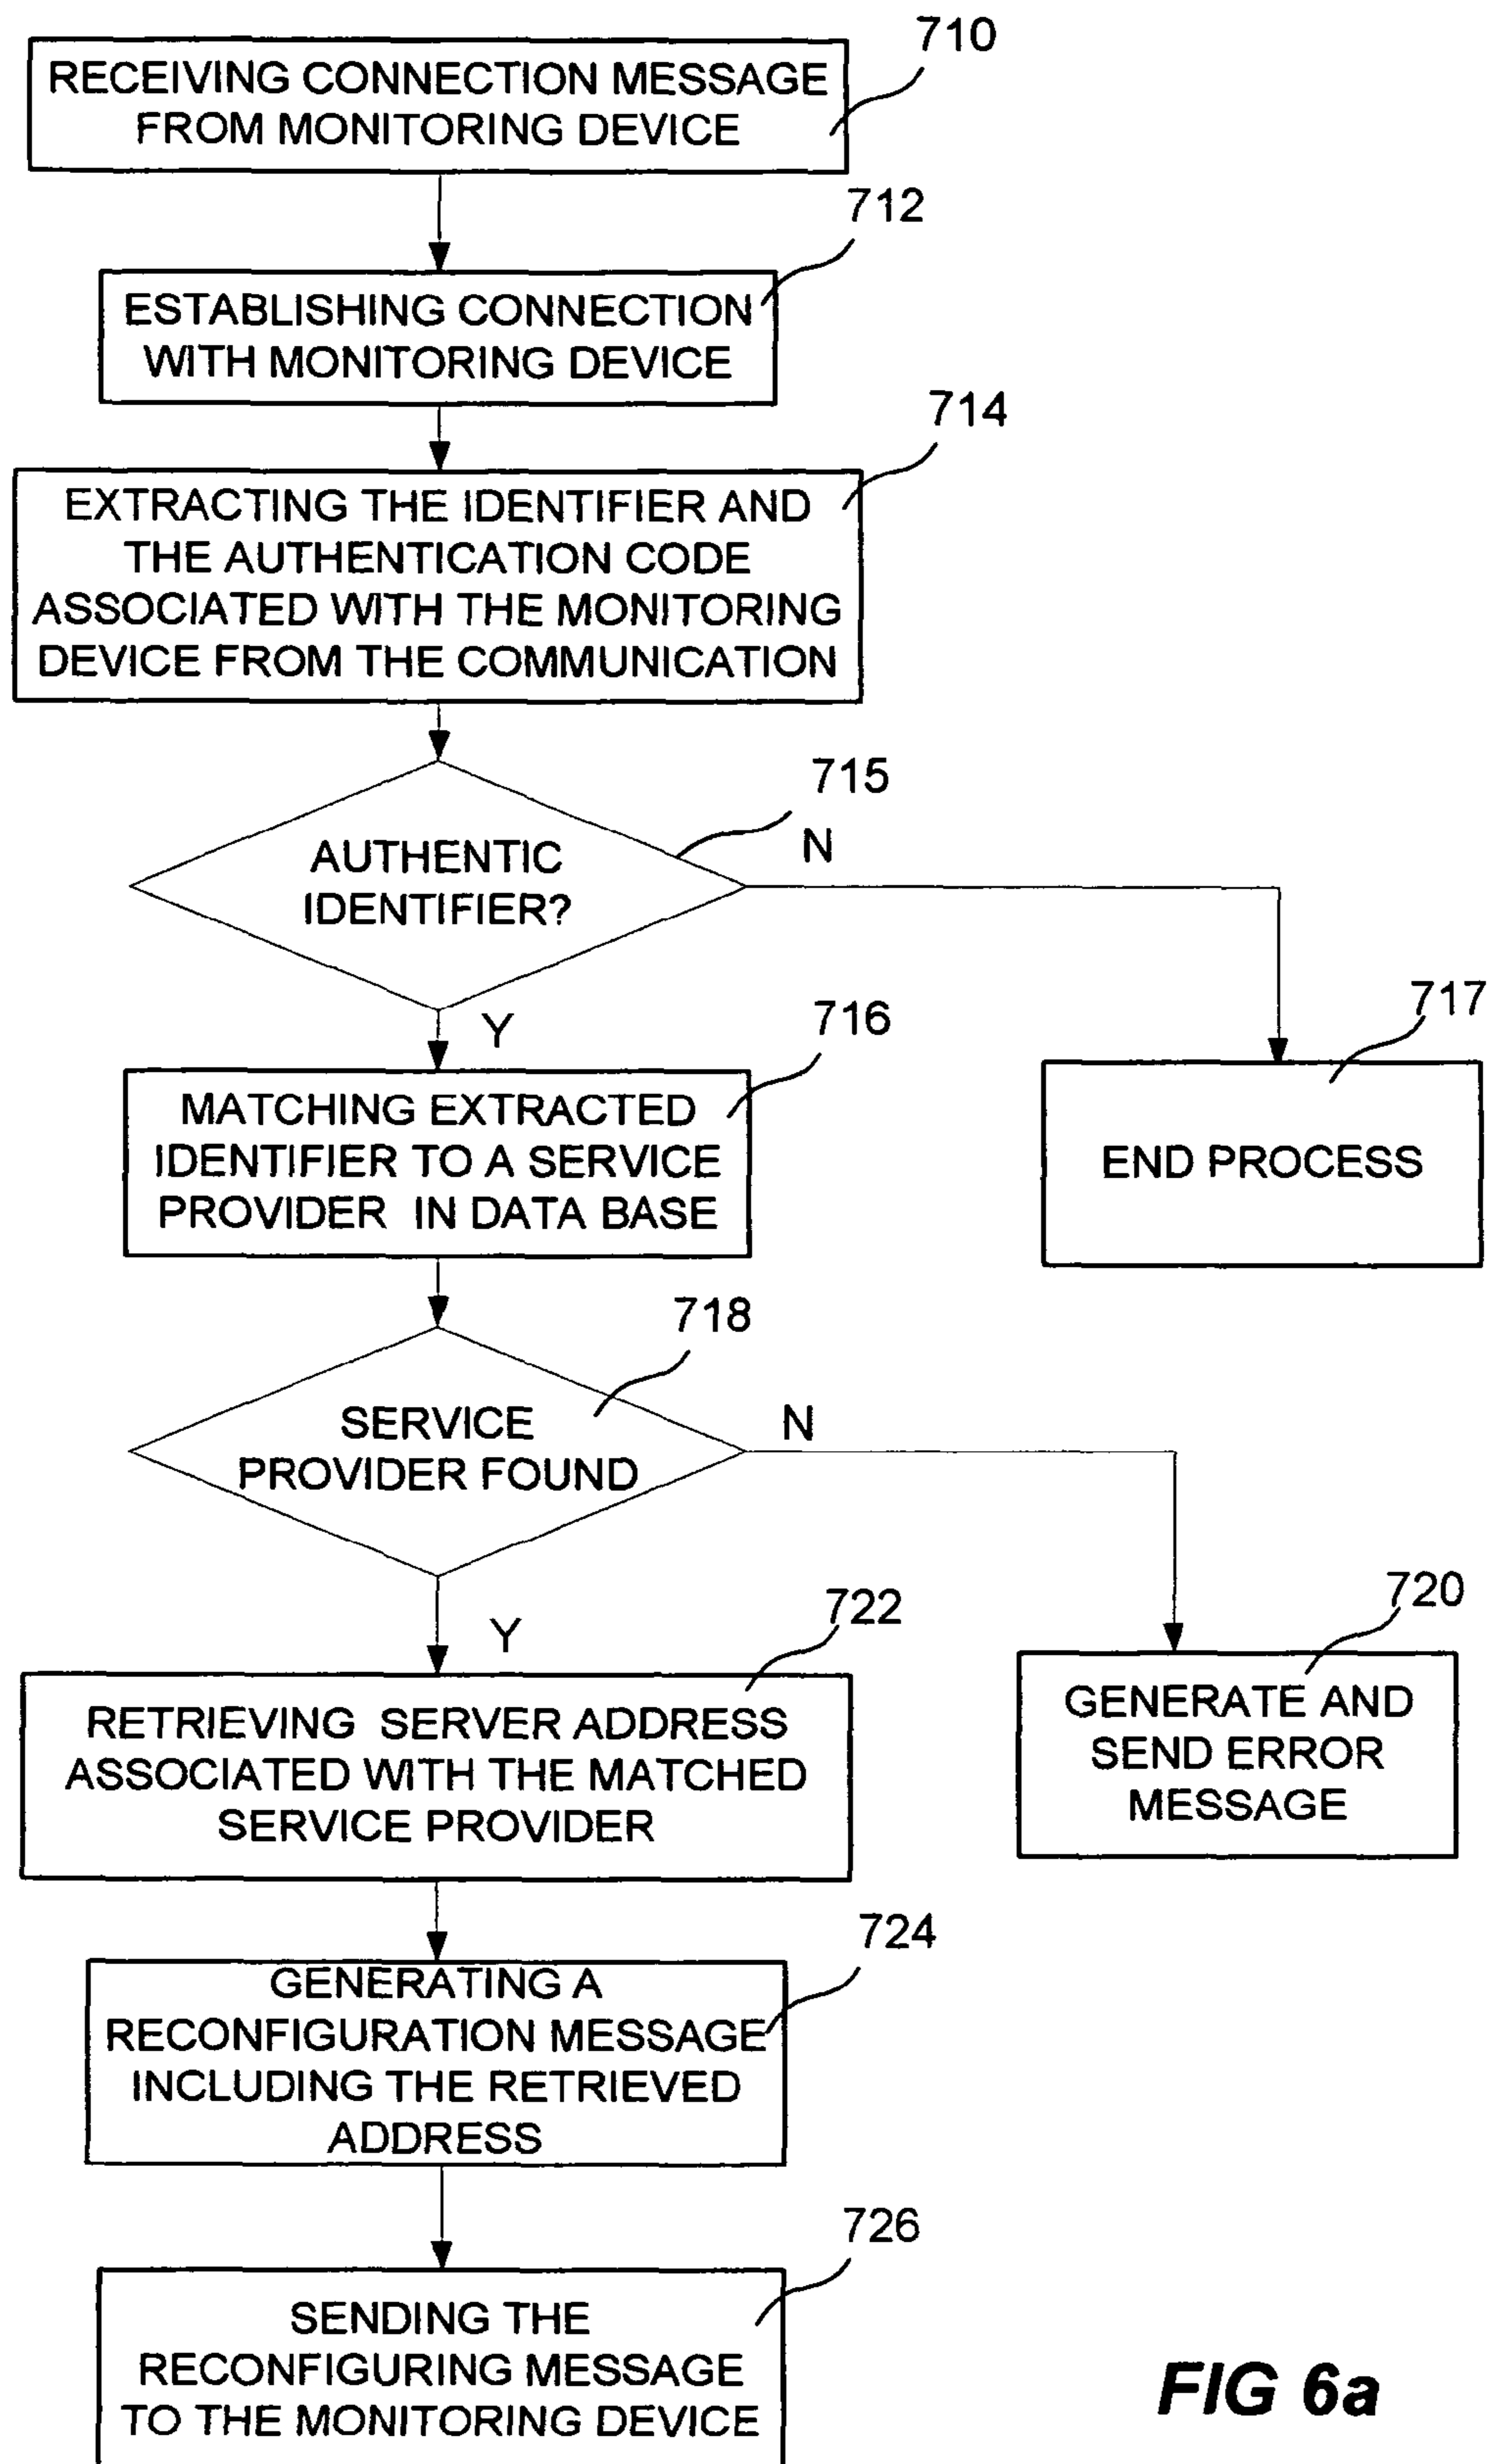 710
RECEIVING CONNECTION MESSAGE
FROM MONITORING DEVICE
712
ESTABLISHING CONNECTION
WITH MONITORING DEVICE
714
EXTRACTING THE IDENTIFIER AND
THE AUTHENTICATION CODE
ASSOCIATED WITH THE MONITORING
DEVICE FROM THE COMMUNICATION
715
N
AUTHENTIC
IDENTIFIER?
Y
716
717
MATCHING EXTRACTED
IDENTIFIER TO A SERVICE
PROVIDER IN DATA BASE
END PROCESS
718
N
SERVICE
PROVIDER FOUND
Y
722
720
RETRIEVING SERVER ADDRESS
ASSOCIATED WITH THE MATCHED
SERVICE PROVIDER
GENERATE AND
SEND ERROR
MESSAGE
724
GENERATING A
RECONFIGURATION MESSAGE
INCLUDING THE RETRIEVED
ADDRESS
726
SENDING THE
RECONFIGURING MESSAGE
TO THE MONITORING DEVICE
FIG 6a